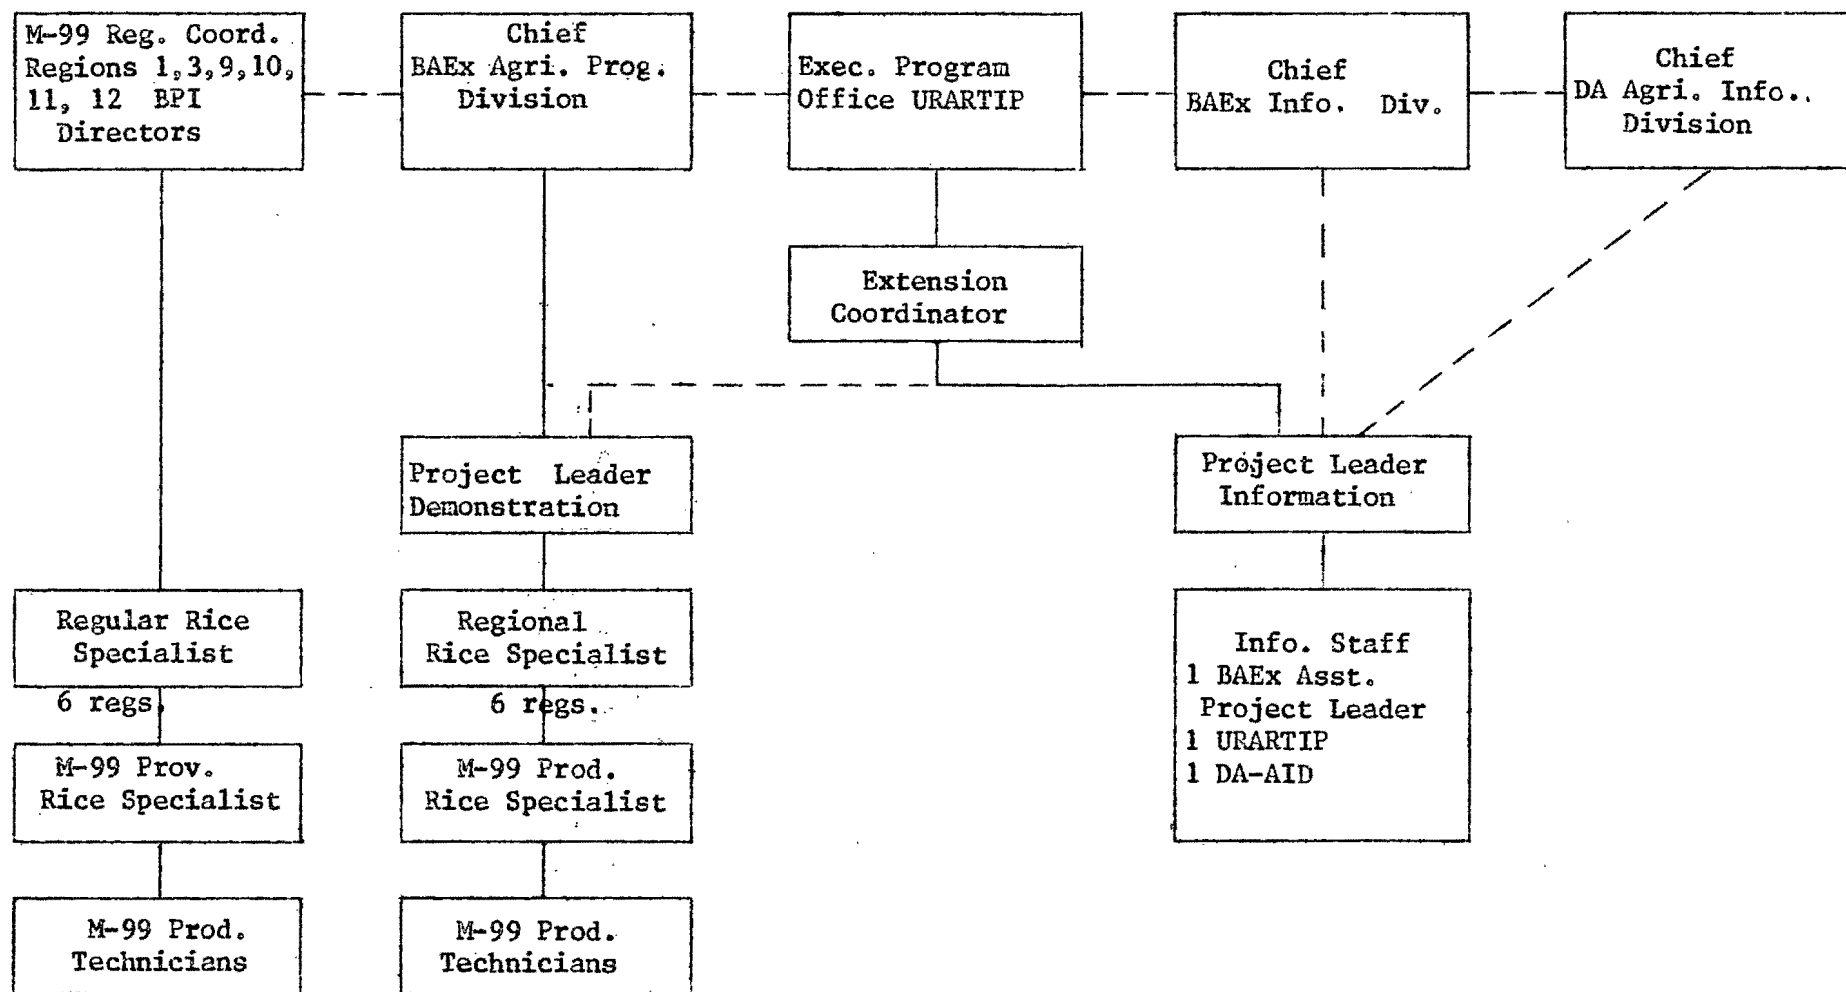 M-99 Reg. Coord.
Regions 1,3,9,10,
11, 12 BPI
Directors
Chief
BAEx Agri. Prog.
Division
Exec. Program
Office URARTIP
Chief
BAEx Info. Div.
Chief
DA Agri. Info.
Division
Extension
Coordinator
Project Leader
Demonstration
Project Leader
Information
Regular Rice
Specialist
6 regs.
Regional
Rice Specialist
6 regs.
Info. Staff
1 BAEx Asst.
Project Leader
1 URARTIP
1 DA-AID
M-99 Prov.
Rice Specialist
M-99 Prod.
Rice Specialist
M-99 Prod.
Technicians
M-99 Prod.
Technicians